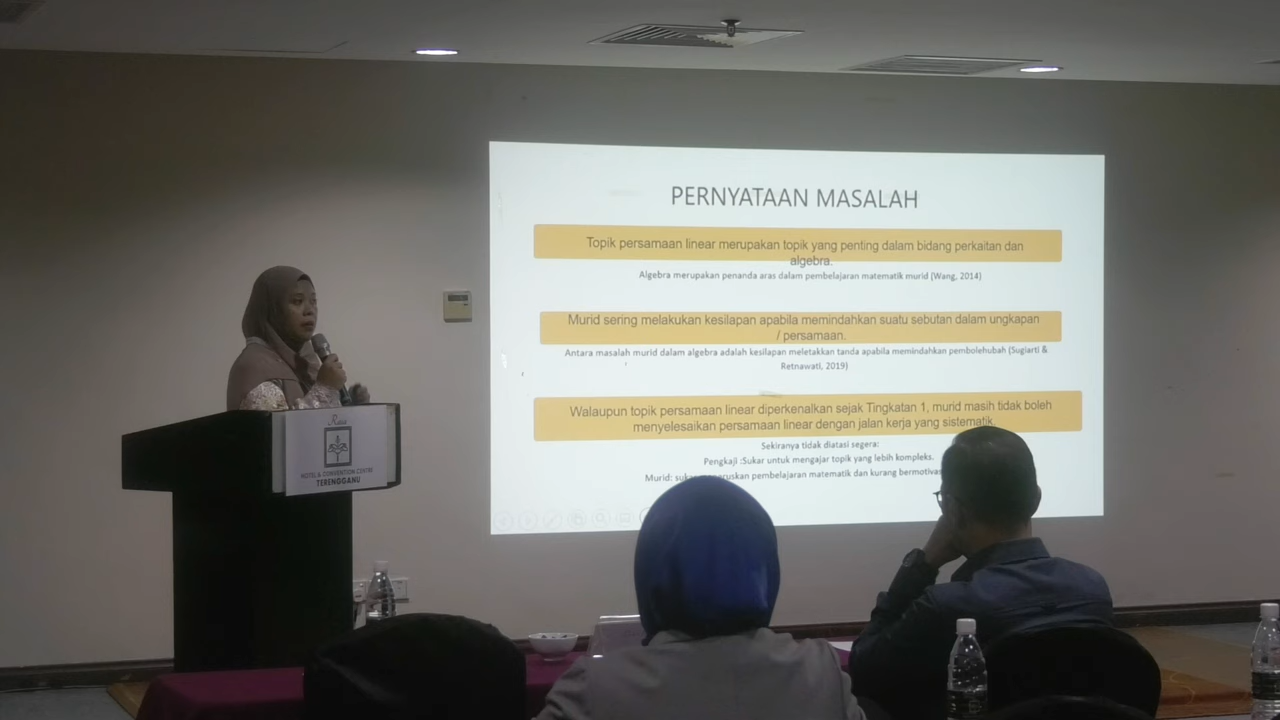 PERNYATAAN MASALAH
Topik persamaan linear merupakan topik yang penting dalam bidang perkaitan dan
algebra.
Algebra merupakan penanda aras dalam pembelajaran matematik murid (Wang, 2014)
Murid sering melakukan kesilapan apabila memindahkan suatu sebutan dalam ungkapan
/ persamaan.
Antara masalah murid dalam algebra adalah kesilapan meletakkan tanda apabila memindahkan pembolehubah (Sugiarti &
Retnawati, 2019)
Walaupun topik persamaan linear diperkenalkan sejak Tingkatan 1, murid masih tidak boleh
menyelesaikan persamaan linear dengan jalan kerja yang sistematik.
Sekiranya tidak diatasi segera:
Pengkaji :Sukar untuk mengajar topik yang lebih kompleks.
Murid: pembelajaran matematik dan kurang
HOTEL & CONVENTION CENTRE
TERENGGANU